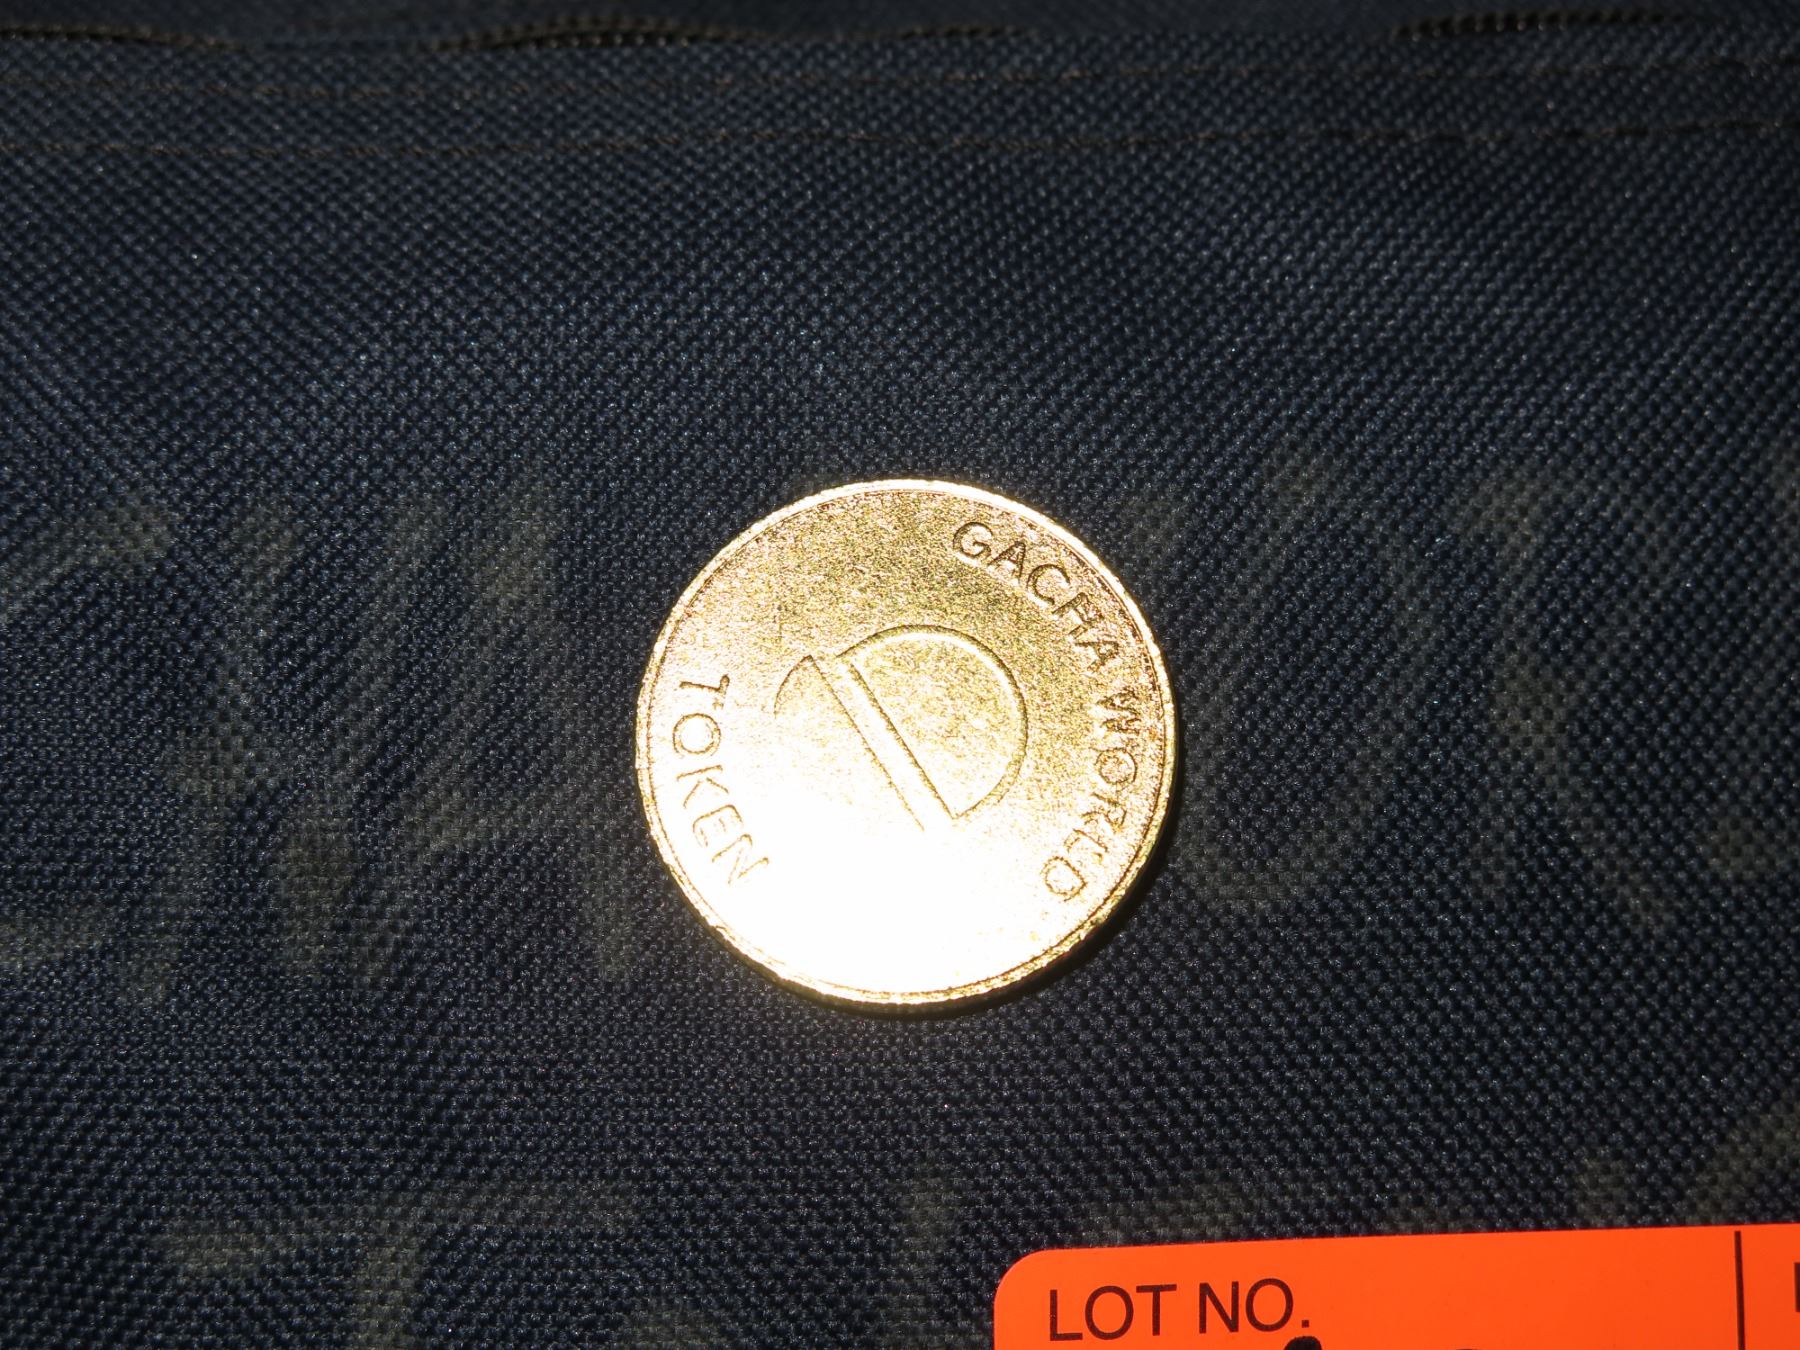 GACHA WORLD
TOKEN
LOT NO.